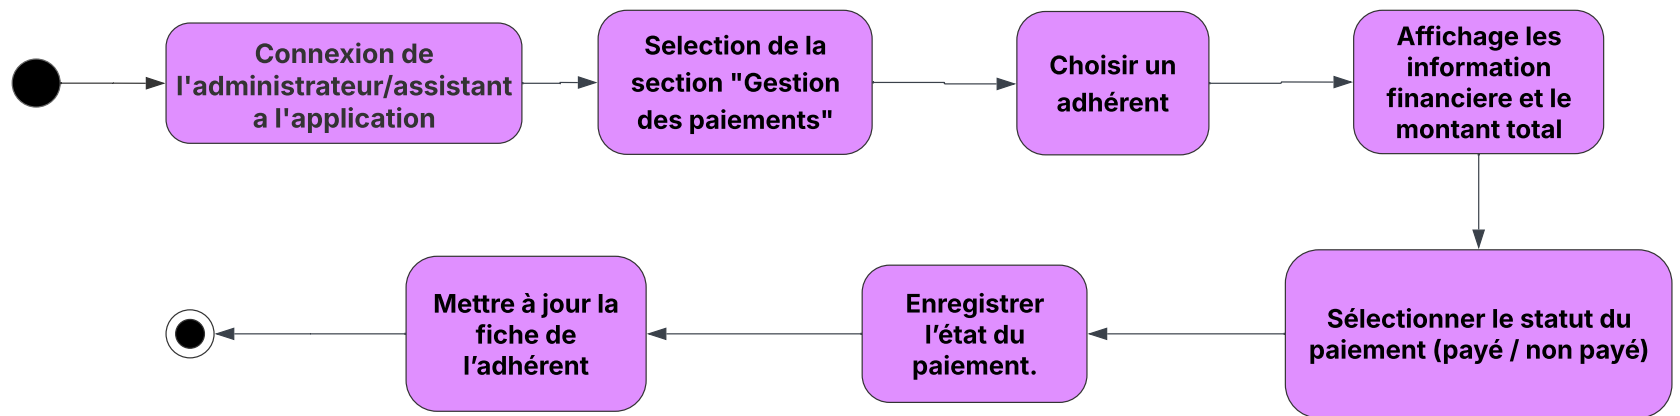 Connexion de
l'administrateur/assistant
a l'application
Selection de la
section "Gestion
des paiements"
Choisir un
adhérent
Affichage les
information
financiere et le
montant total
Sélectionner le statut du
paiement (payé / non payé)
Enregistrer
l’état du
paiement.
Mettre à jour la
fiche de
l’adhérent